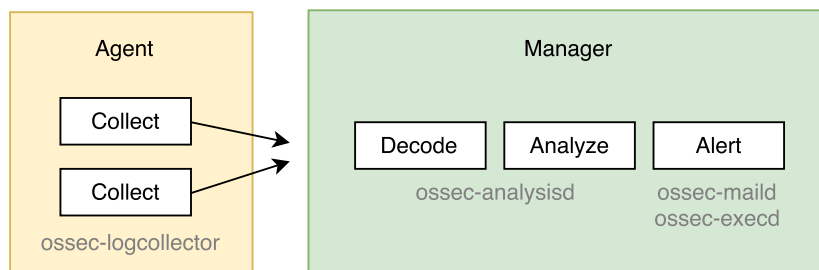 Agent
Collect
Collect
ossec-logcollector
Manager
Decode
Analyze
Alert
ossec-analysisd
ossec-maild
ossec-execd